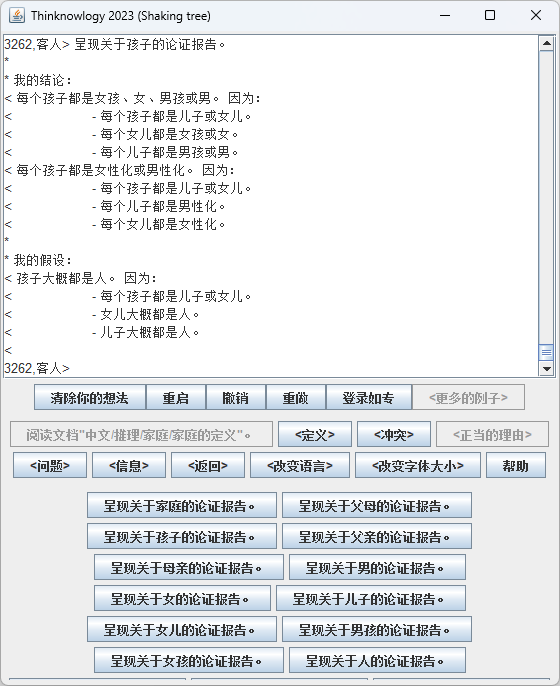 Thinknowlogy 2023 (Shaking tree)
3262,客人> 呈现关于孩子的论证报告。
*
* 我的结论:
< 每个孩子都是女孩、女、男孩或男。 因为:
< - 每个孩子都是儿子或女儿。
< - 每个女儿都是女孩或女。
< - 每个儿子都是男孩或男。
< 每个孩子都是女性化或男性化。 因为:
< - 每个孩子都是儿子或女儿。
< - 每个儿子都是男性化。
< - 每个女儿都是女性化。
*
* 我的假设:
< 孩子大概都是人。 因为:
< - 每个孩子都是儿子或女儿。
< - 女儿大概都是人。
< - 儿子大概都是人。
<
3262,客人>
清除你的想法 重启 撤销 重做 登录如专 <更多的例子>
阅读文档"中文/推理/家庭/家庭的定义"。 <定义> <冲突> <正当的理由>
<问题> <信息> <返回> <改变语言> <改变字体大小> 帮助
呈现关于家庭的论证报告。 呈现关于父母的论证报告。
呈现关于孩子的论证报告。 呈现关于父亲的论证报告。
呈现关于母亲的论证报告。 呈现关于男的论证报告。
呈现关于女的论证报告。 呈现关于儿子的论证报告。
呈现关于女儿的论证报告。 呈现关于男孩的论证报告。
呈现关于女孩的论证报告。 呈现关于人的论证报告。